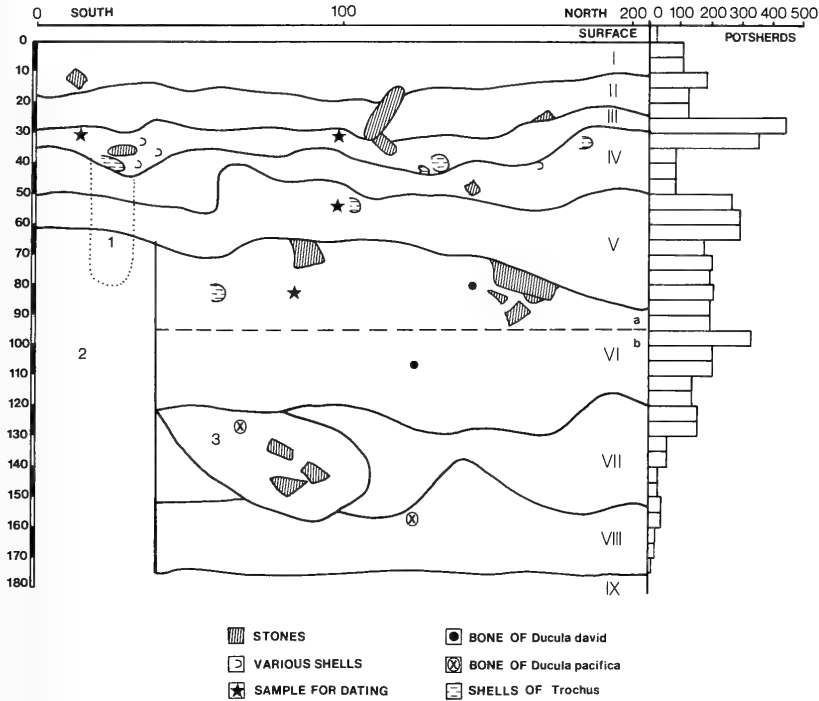 0 SOUTH 100 NORTH 200 0 100 200 300 400 500
SURFACE POTSHERDS
0
I
10
II
20
III
30
IV
40
50
60
1
V
70
80
90
a
b
100
2
VI
110
120
130
3
VII
140
150
160
VIII
170
180
IX
STONES
BONE OF Ducula david
VARIOUS SHELLS
BONE OF Ducula pacifica
SAMPLE FOR DATING
SHELLS OF Trochus